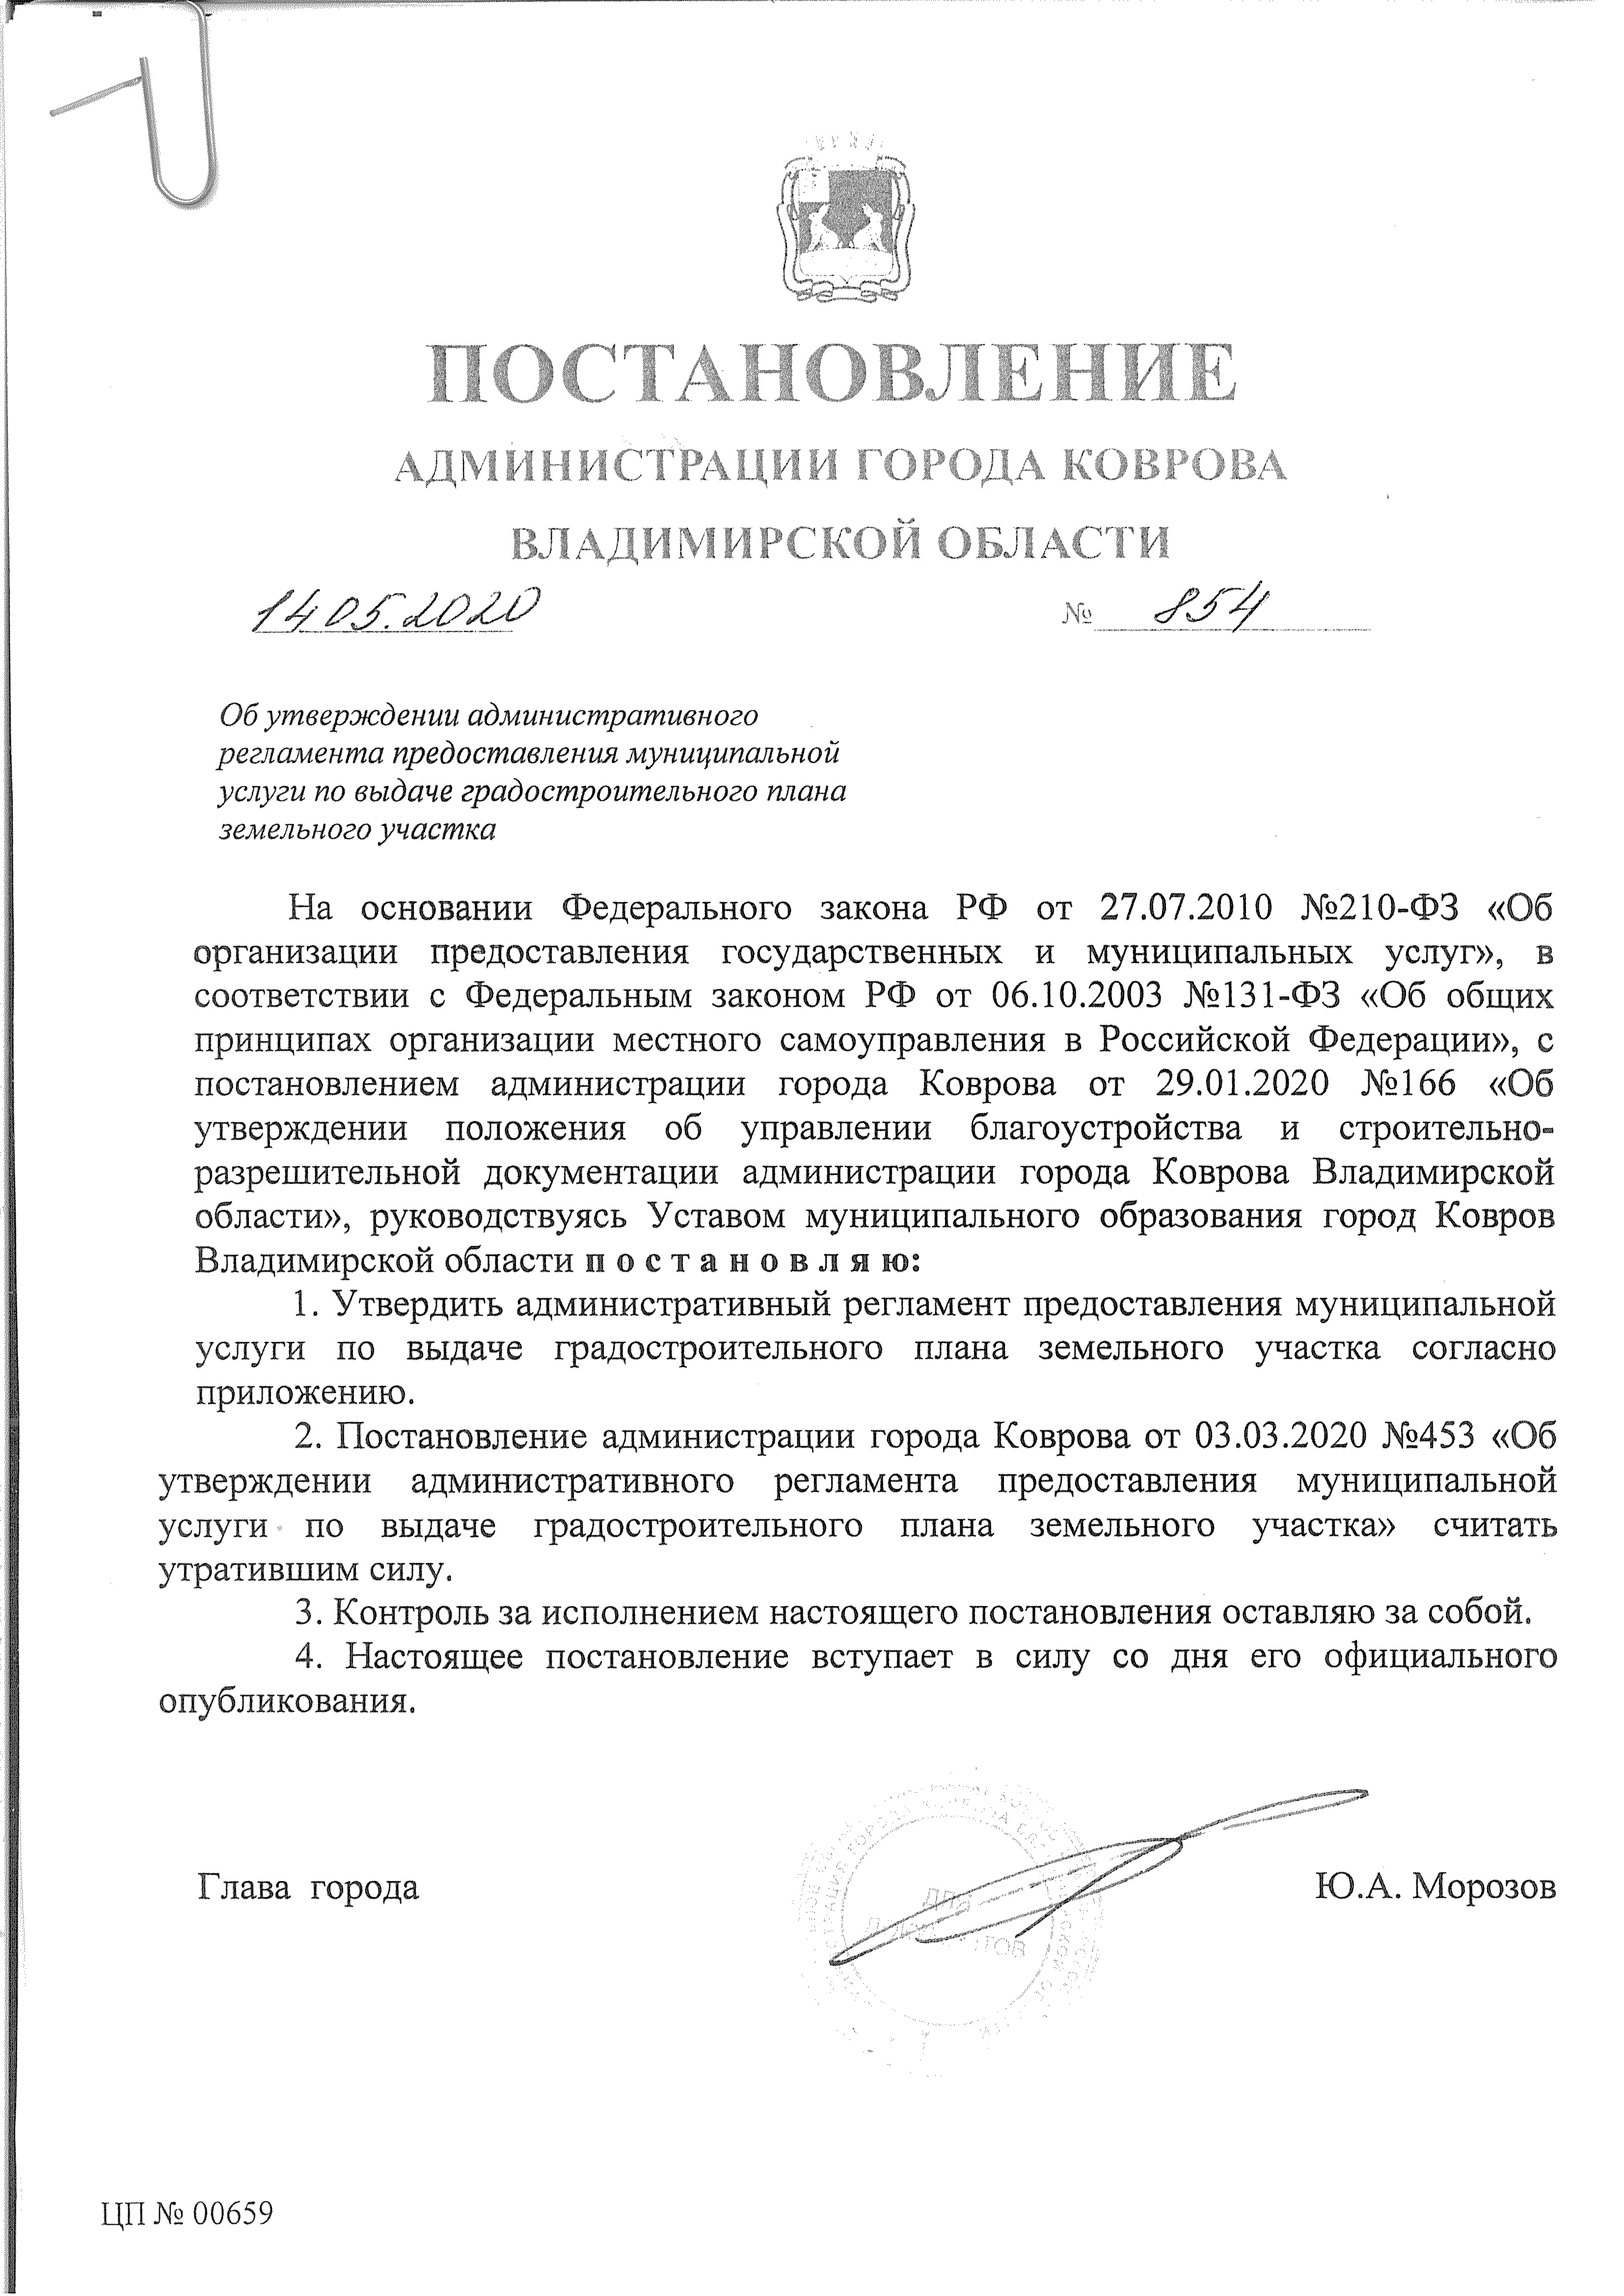 ПОСТАНОВЛЕНИЕ
АДМИНИСТРАЦИИ ГОРОДА КОВРОВА
ВЛАДИМИРСКОЙ ОБЛАСТИ
14.05.2020 № 854
Об утверждении административного
регламента предоставления муниципальной
услуги по выдаче градостроительного плана
земельного участка
На основании Федерального закона РФ от 27.07.2010 №210-ФЗ «Об
организации предоставления государственных и муниципальных услуг», в
соответствии с Федеральным законом РФ от 06.10.2003 №131-ФЗ «Об общих
принципах организации местного самоуправления в Российской Федерации», с
постановлением администрации города Коврова от 29.01.2020 №166 «Об
утверждении положения об управлении благоустройства и строительно-
разрешительной документации администрации города Коврова Владимирской
области», руководствуясь Уставом муниципального образования город Ковров
Владимирской области п о с т а н о в л я ю:
1. Утвердить административный регламент предоставления муниципальной
услуги по выдаче градостроительного плана земельного участка согласно
приложению.
2. Постановление администрации города Коврова от 03.03.2020 №453 «Об
утверждении административного регламента предоставления муниципальной
услуги по выдаче градостроительного плана земельного участка» считать
утратившим силу.
3. Контроль за исполнением настоящего постановления оставляю за собой.
4. Настоящее постановление вступает в силу со дня его официального
опубликования.
Глава города Ю.А. Морозов
ДЛЯ
ЦП № 00659